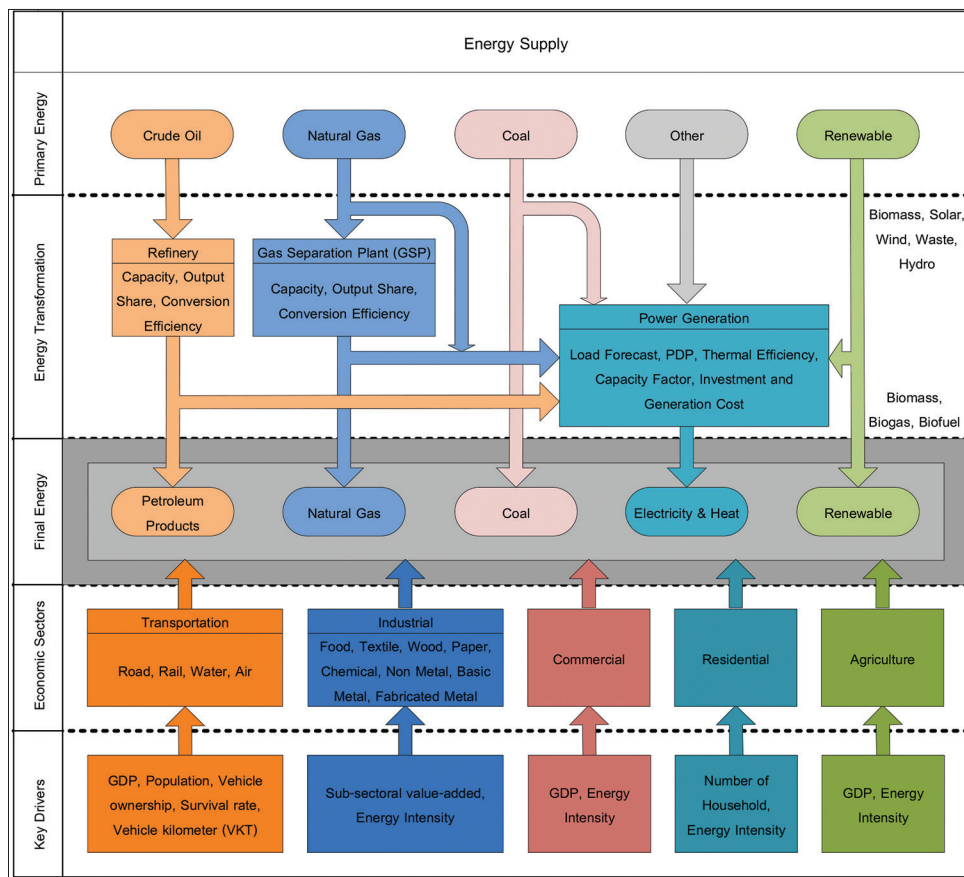 Energy Supply
Primary Energy
Crude Oil
Natural Gas
Coal
Other
Renewable
Energy Transformation
Biomass, Solar,
Wind, Waste,
Hydro
Refinery
Capacity, Output
Share, Conversion
Efficiency
Gas Separation Plant (GSP)
Capacity, Output Share,
Conversion Efficiency
Power Generation
Load Forecast, PDP, Thermal Efficiency,
Capacity Factor, Investment and
Generation Cost
Biomass,
Biogas, Biofuel
Final Energy
Petroleum
Products
Natural Gas
Coal
Electricity & Heat
Renewable
Economic Sectors
Transportation
Road, Rail, Water, Air
Industrial
Food, Textile, Wood, Paper,
Chemical, Non Metal, Basic
Metal, Fabricated Metal
Commercial
Residential
Agriculture
Key Drivers
GDP, Population, Vehicle
ownership, Survival rate,
Vehicle kilometer (VKT)
Sub-sectoral value-added,
Energy Intensity
GDP, Energy
Intensity
Number of
Household,
Energy Intensity
GDP, Energy
Intensity